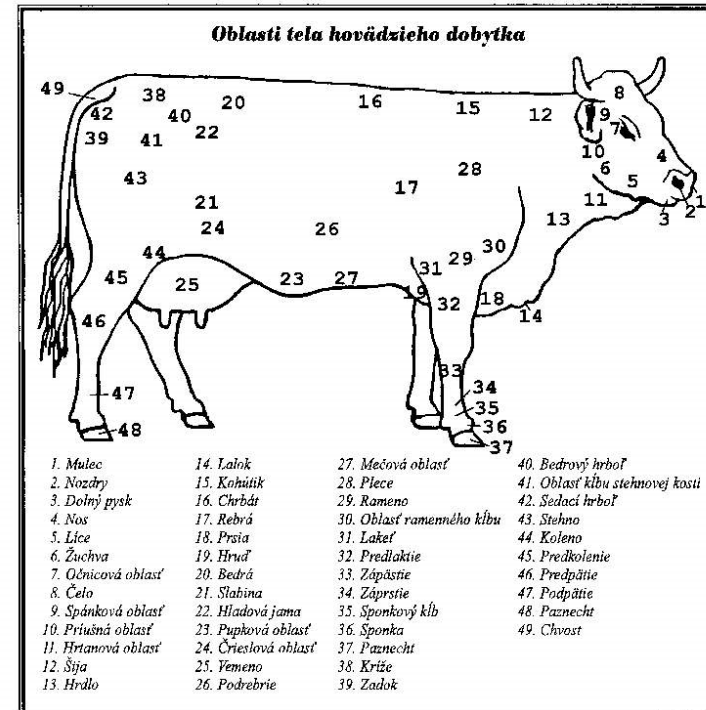 Oblasti tela hovädzieho dobytka
49
38
20
16
15
8
42
40
12
9
7
39
41
22
10
4
6
43
28
5
1
17
11
2
21
3
13
24
26
30
44
29
31
45
25
23
27
19
32
18
14
46
33
47
34
35
36
48
37
1. Mulec
2. Nozdry
3. Dolný pysk
4. Nos
5. Líce
6. Žuchva
7. Očnicová oblasť
8. Čelo
9. Spánková oblasť
10. Príušná oblasť
11. Hrtanová oblasť
12. Šija
13. Hrdlo
14. Lalok
15. Kohútik
16. Chrbát
17. Rebrá
18. Prsia
19. Hruď
20. Bedrá
21. Slabina
22. Hladová jama
23. Pupková oblasť
24. Črieslová oblasť
25. Vemeno
26. Podrebrie
27. Mečová oblasť
28. Plece
29. Rameno
30. Oblasť ramenného kĺbu
31. Lakeť
32. Predlaktie
33. Zápästie
34. Záprstie
35. Sponkový kĺb
36. Sponka
37. Paznecht
38. Kríže
39. Zadok
40. Bedrový hrboľ
41. Oblasť kĺbu stehnovej kosti
42. Sedací hrboľ
43. Stehno
44. Koleno
45. Predkolenie
46. Predpätie
47. Podpätie
48. Paznecht
49. Chvost